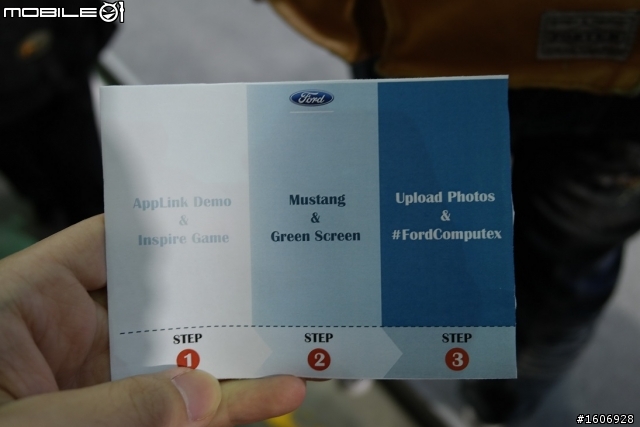 MOBILE01
Ford
AppLink Demo
&
Inspire Game
Mustang
&
Green Screen
Upload Photos
&
#FordComputex
STEP
1
STEP
2
STEP
3
#1606928